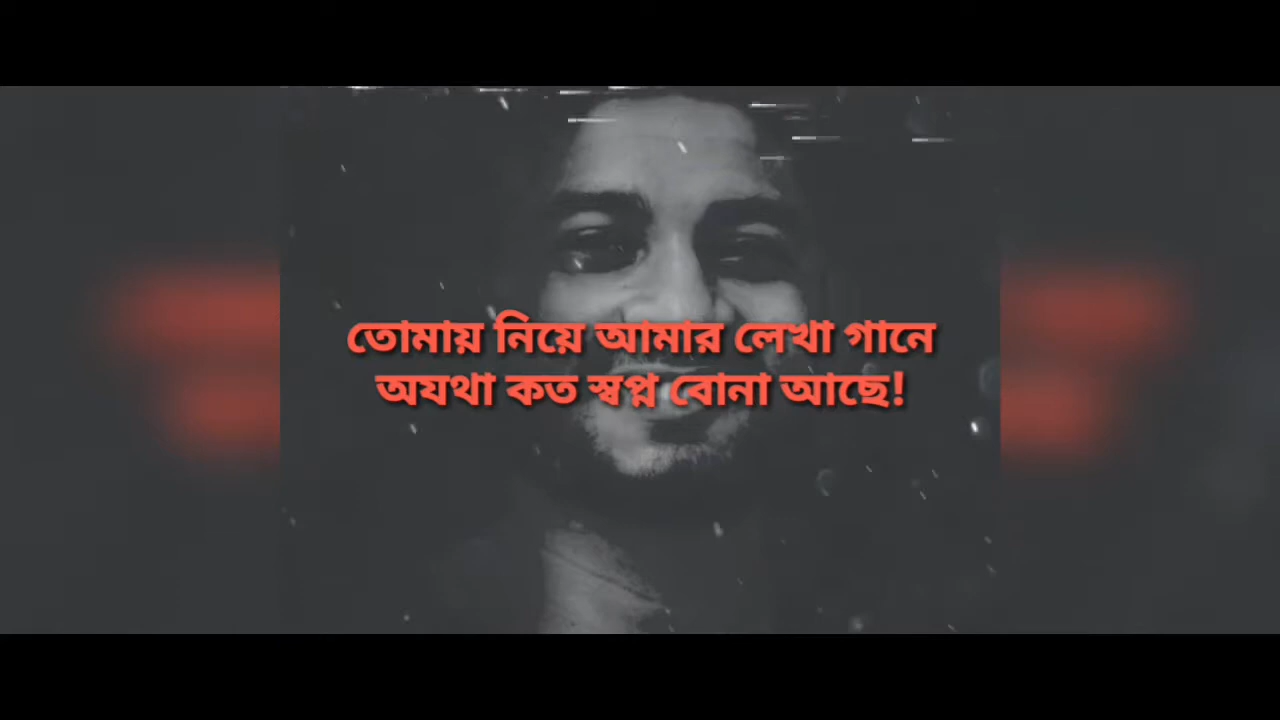 তোমায় নিয়ে আমার লেখা গানে
অযথা কত স্বপ্ন বোনা আছে!